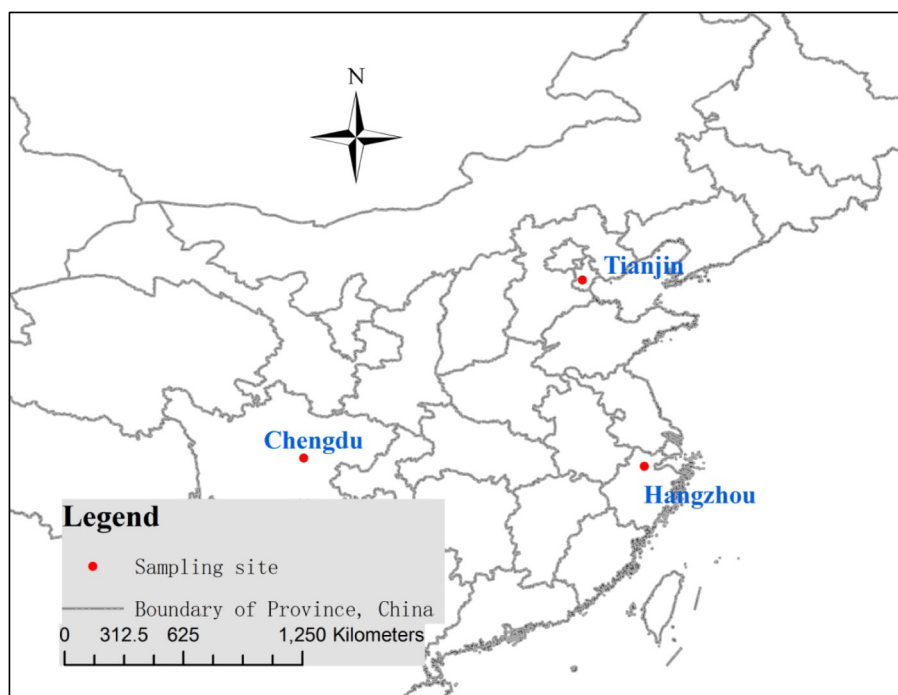 N
Tianjin
Chengdu
Hangzhou
Legend
Sampling site
Boundary of Province, China
0 312.5 625 1,250 Kilometers